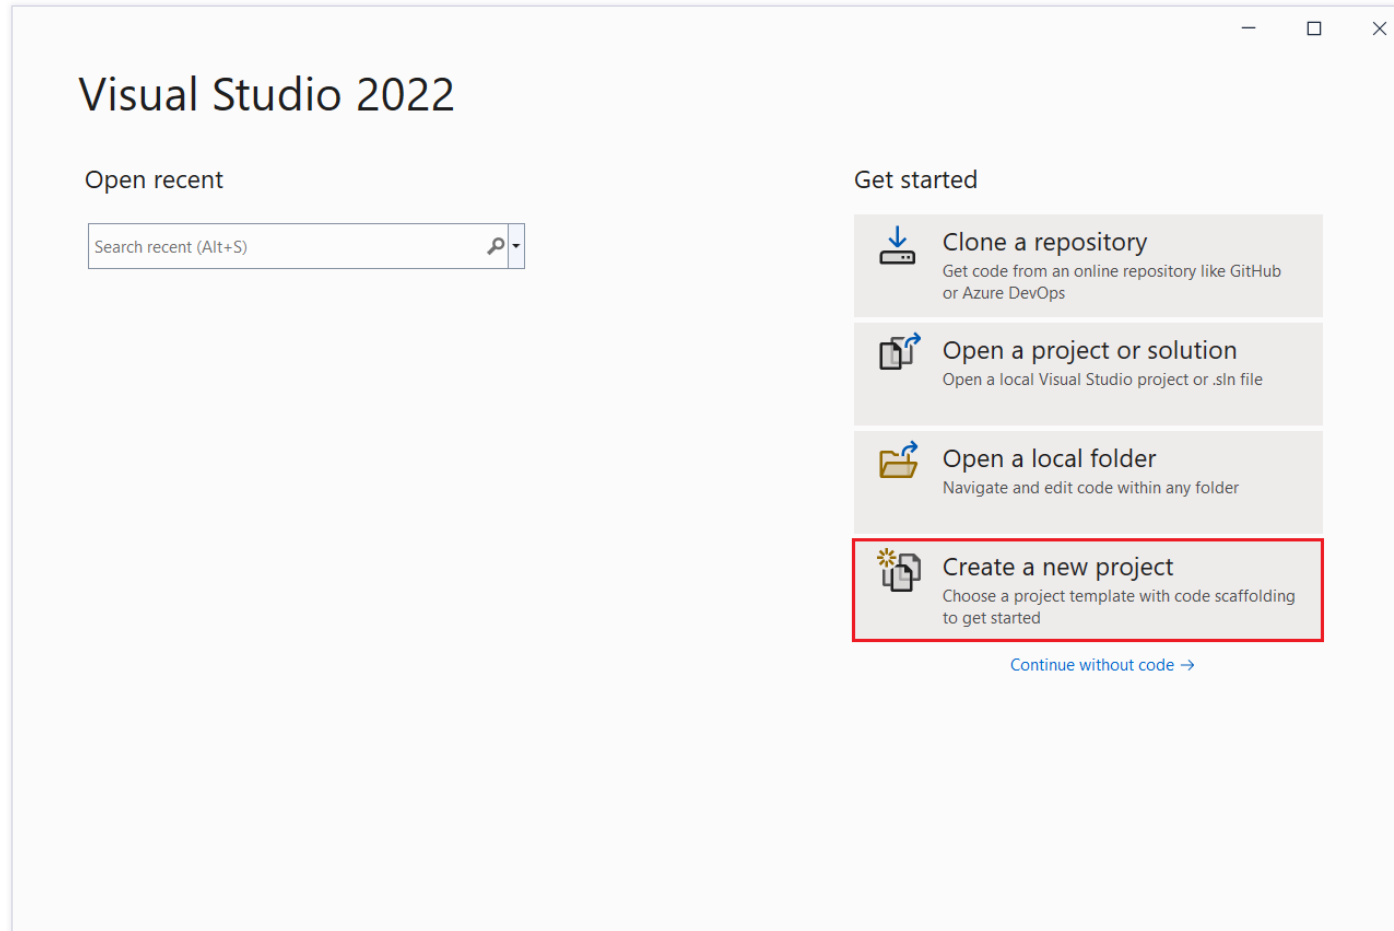 Visual Studio 2022
Open recent
Search recent (Alt+S)
Get started
Clone a repository
Get code from an online repository like GitHub
or Azure DevOps
Open a project or solution
Open a local Visual Studio project or .sln file
Open a local folder
Navigate and edit code within any folder
Create a new project
Choose a project template with code scaffolding
to get started
Continue without code →